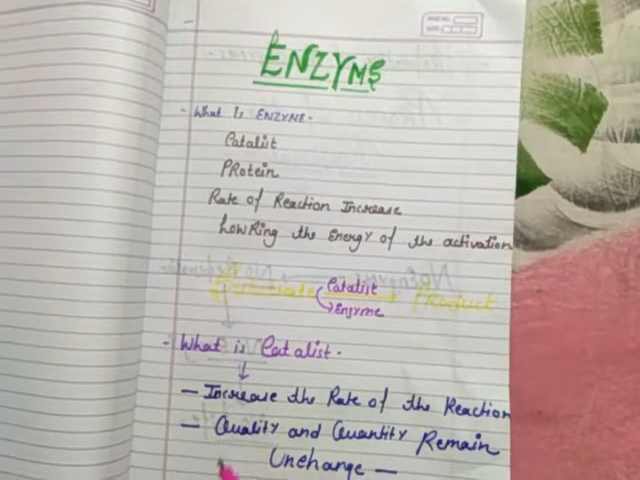 ENZYMS
- What Is ENZYME -
Catalist
PRotein
Rate of Reaction Increase
LowRing the Energy of the activation
Catalist
Product
Enzyme
- What is Catalist -
- Increase the Rate of the Reaction
- Quality and Quantity Remain
Unchange -